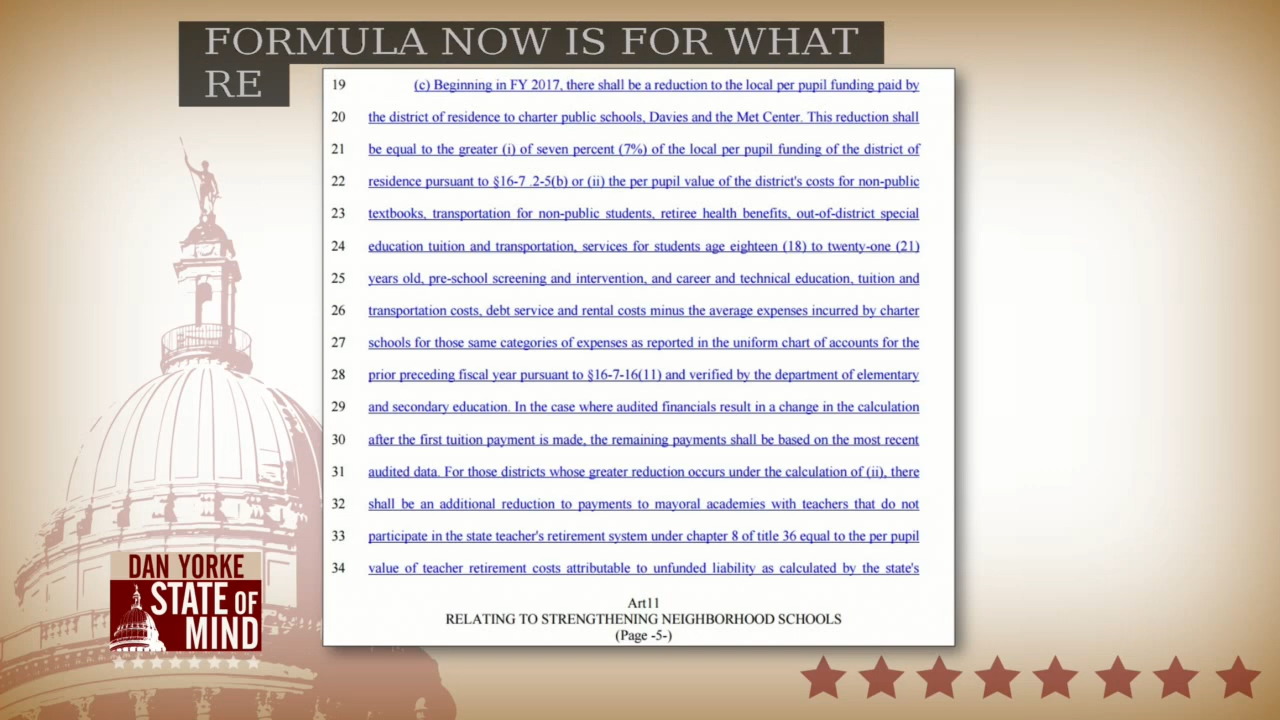 FORMULA NOW IS FOR WHAT
RE
19 (c) Beginning in FY 2017, there shall be a reduction to the local per pupil funding paid by
20 the district of residence to charter public schools, Davies and the Met Center. This reduction shall
21 be equal to the greater (i) of seven percent (7%) of the local per pupil funding of the district of
22 residence pursuant to §16-7 .2-5(b) or (ii) the per pupil value of the district's costs for non-public
23 textbooks, transportation for non-public students, retiree health benefits, out-of-district special
24 education tuition and transportation, services for students age eighteen (18) to twenty-one (21)
25 years old, pre-school screening and intervention, and career and technical education, tuition and
26 transportation costs, debt service and rental costs minus the average expenses incurred by charter
27 schools for those same categories of expenses as reported in the uniform chart of accounts for the
28 prior preceding fiscal year pursuant to §16-7-16(11) and verified by the department of elementary
29 and secondary education. In the case where audited financials result in a change in the calculation
30 after the first tuition payment is made, the remaining payments shall be based on the most recent
31 audited data. For those districts whose greater reduction occurs under the calculation of (ii), there
32 shall be an additional reduction to payments to mayoral academies with teachers that do not
33 participate in the state teacher's retirement system under chapter 8 of title 36 equal to the per pupil
34 value of teacher retirement costs attributable to unfunded liability as calculated by the state's
Art11
RELATING TO STRENGTHENING NEIGHBORHOOD SCHOOLS
(Page -5-)
DAN YORKE
STATE OF
MIND